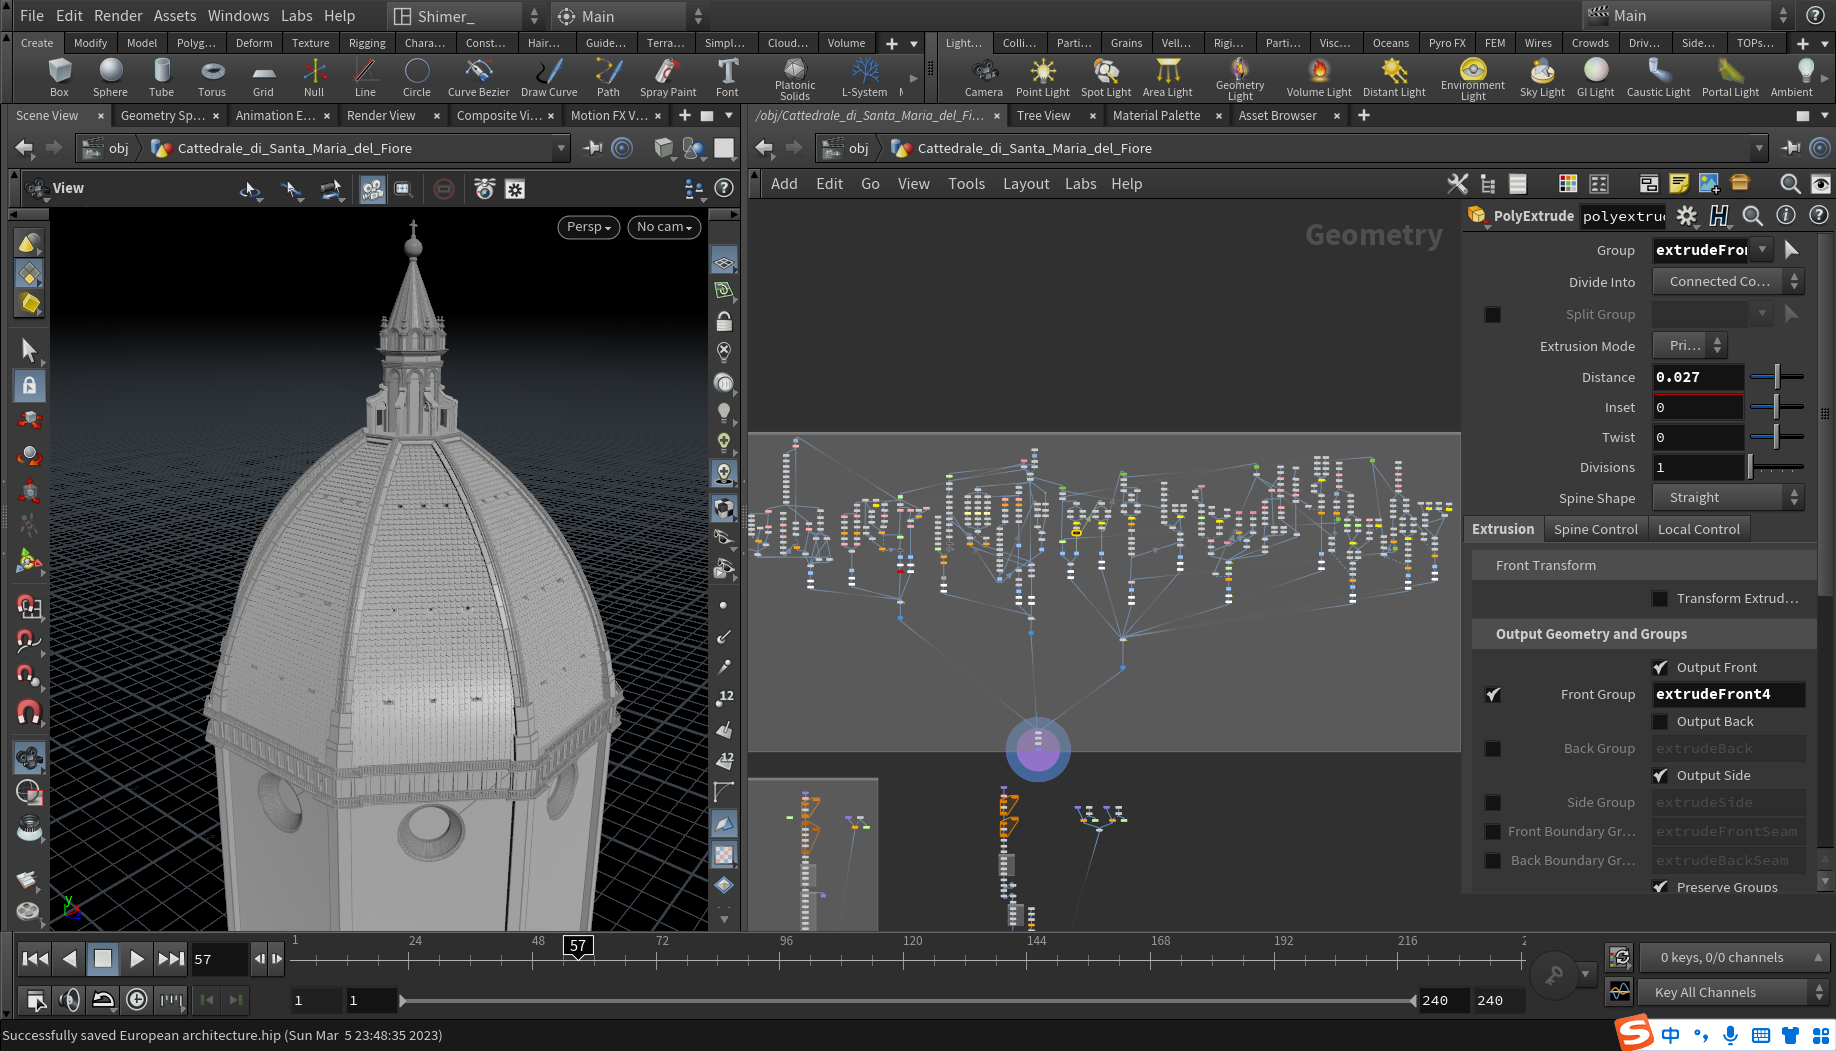 File Edit Render Assets Windows Labs Help Shimer_ Main Main
Create Modify Model Polyg... Deform Texture Rigging Chara... Const... Hair... Guide... Terra... Simpl... Cloud... Volume
Light... Colli... Parti... Grains Vell... Rigi... Parti... Visc... Oceans Pyro FX FEM Wires Crowds Driv... Side... TOPs...
Box Sphere Tube Torus Grid Null Line Circle Curve Bezier Draw Curve Path Spray Paint Font Platonic Solids L-System
Camera Point Light Spot Light Area Light Geometry Light Volume Light Distant Light Environment Light Sky Light GI Light Caustic Light Portal Light Ambient
Scene View Geometry Sp... Animation E... Render View Composite Vi... Motion FX V...
/obj/Cattedrale_di_Santa_Maria_del_Fi... Tree View Material Palette Asset Browser
obj Cattedrale_di_Santa_Maria_del_Fiore
obj Cattedrale_di_Santa_Maria_del_Fiore
View
Add Edit Go View Tools Layout Labs Help
Persp No cam
Geometry
PolyExtrude polyextru
Group extrudeFro
Divide Into Connected Co...
Split Group
Extrusion Mode Pri...
Distance 0.027
Inset 0
Twist 0
Divisions 1
Spine Shape Straight
Extrusion Spine Control Local Control
Front Transform
Transform Extrud...
Output Geometry and Groups
Output Front
Front Group extrudeFront4
Output Back
Back Group extrudeBack
Output Side
Side Group extrudeSide
Front Boundary Gr... extrudeFrontSeam
Back Boundary Gr... extrudeBackSeam
Preserve Groups
12
12
y
57
1 24 48 57 72 96 120 144 168 192 216 2
0 keys, 0/0 channels
1 1 240 240
Key All Channels
Successfully saved European architecture.hip (Sun Mar 5 23:48:35 2023)
S 中